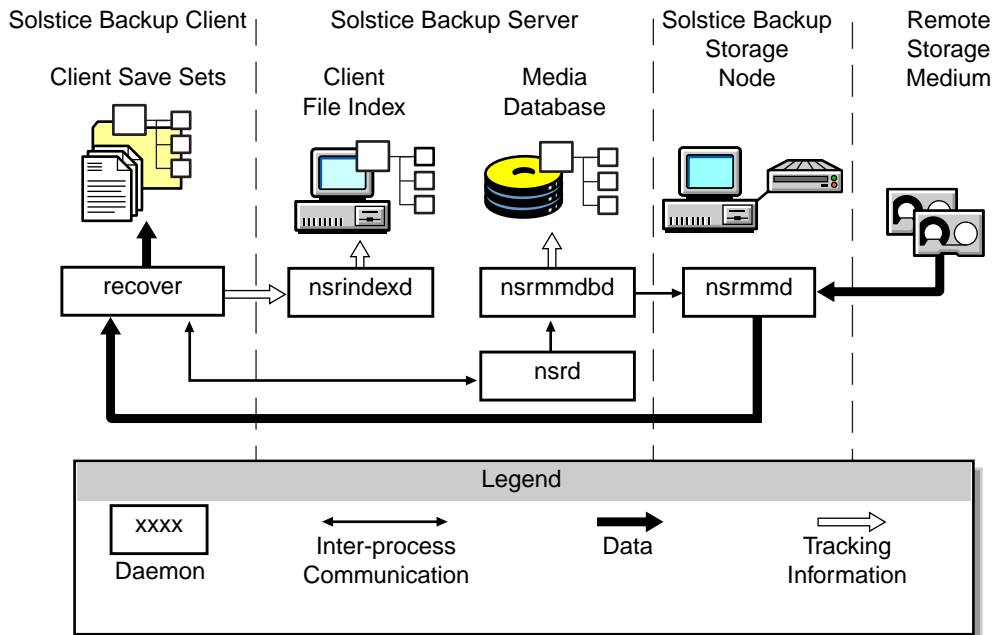 Solstice Backup Client
Solstice Backup Server
Solstice Backup
Storage
Node
Remote
Storage
Medium
Client Save Sets
Client
File Index
Media
Database
recover
nsrindexd
nsrmmdbd
nsrmmd
nsrd
Legend
xxxx
Daemon
Inter-process
Communication
Data
Tracking
Information